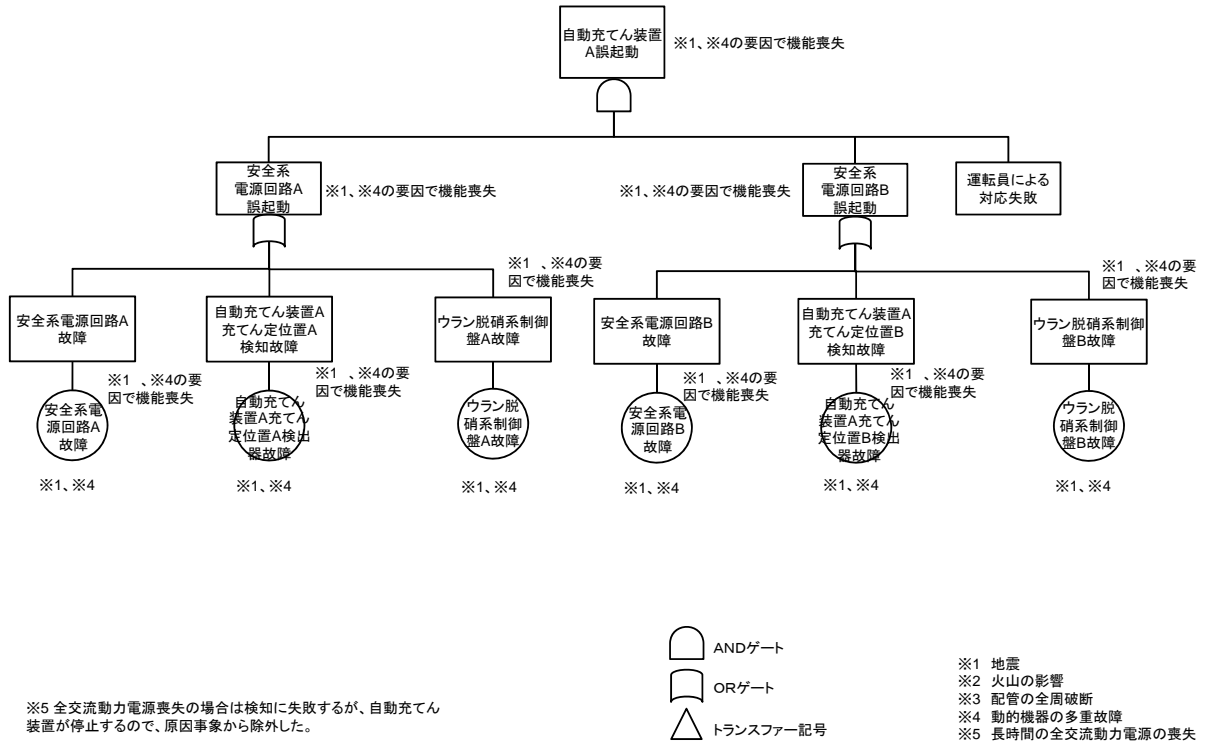 自動充てん装置
A誤起動
※1、※4の要因で機能喪失
安全系
電源回路A
誤起動
※1、※4の要因で機能喪失
※1、※4の要因で機能喪失
安全系
電源回路B
誤起動
運転員による
対応失敗
※1 、※4の要
因で機能喪失
※1 、※4の要
因で機能喪失
安全系電源回路A
故障
自動充てん装置A
充てん定位置A
検知故障
ウラン脱硝系制御
盤A故障
安全系電源回路B
故障
自動充てん装置A
充てん定位置B
検知故障
ウラン脱硝系制御
盤B故障
※1 、※4の要
因で機能喪失
※1 、※4の要
因で機能喪失
※1 、※4の要
因で機能喪失
※1 、※4の要
因で機能喪失
安全系電
源回路A
故障
自動充てん
装置A充てん
定位置A検出
器故障
ウラン脱
硝系制御
盤A故障
安全系電
源回路B
故障
自動充てん
装置A充てん
定位置B検出
器故障
ウラン脱
硝系制御
盤B故障
※1、※4
※1、※4
※1、※4
※1、※4
※1、※4
※1、※4
ANDゲート
ORゲート
トランスファー記号
※1 地震
※2 火山の影響
※3 配管の全周破断
※4 動的機器の多重故障
※5 長時間の全交流動力電源の喪失
※5 全交流動力電源喪失の場合は検知に失敗するが、自動充てん
装置が停止するので、原因事象から除外した。